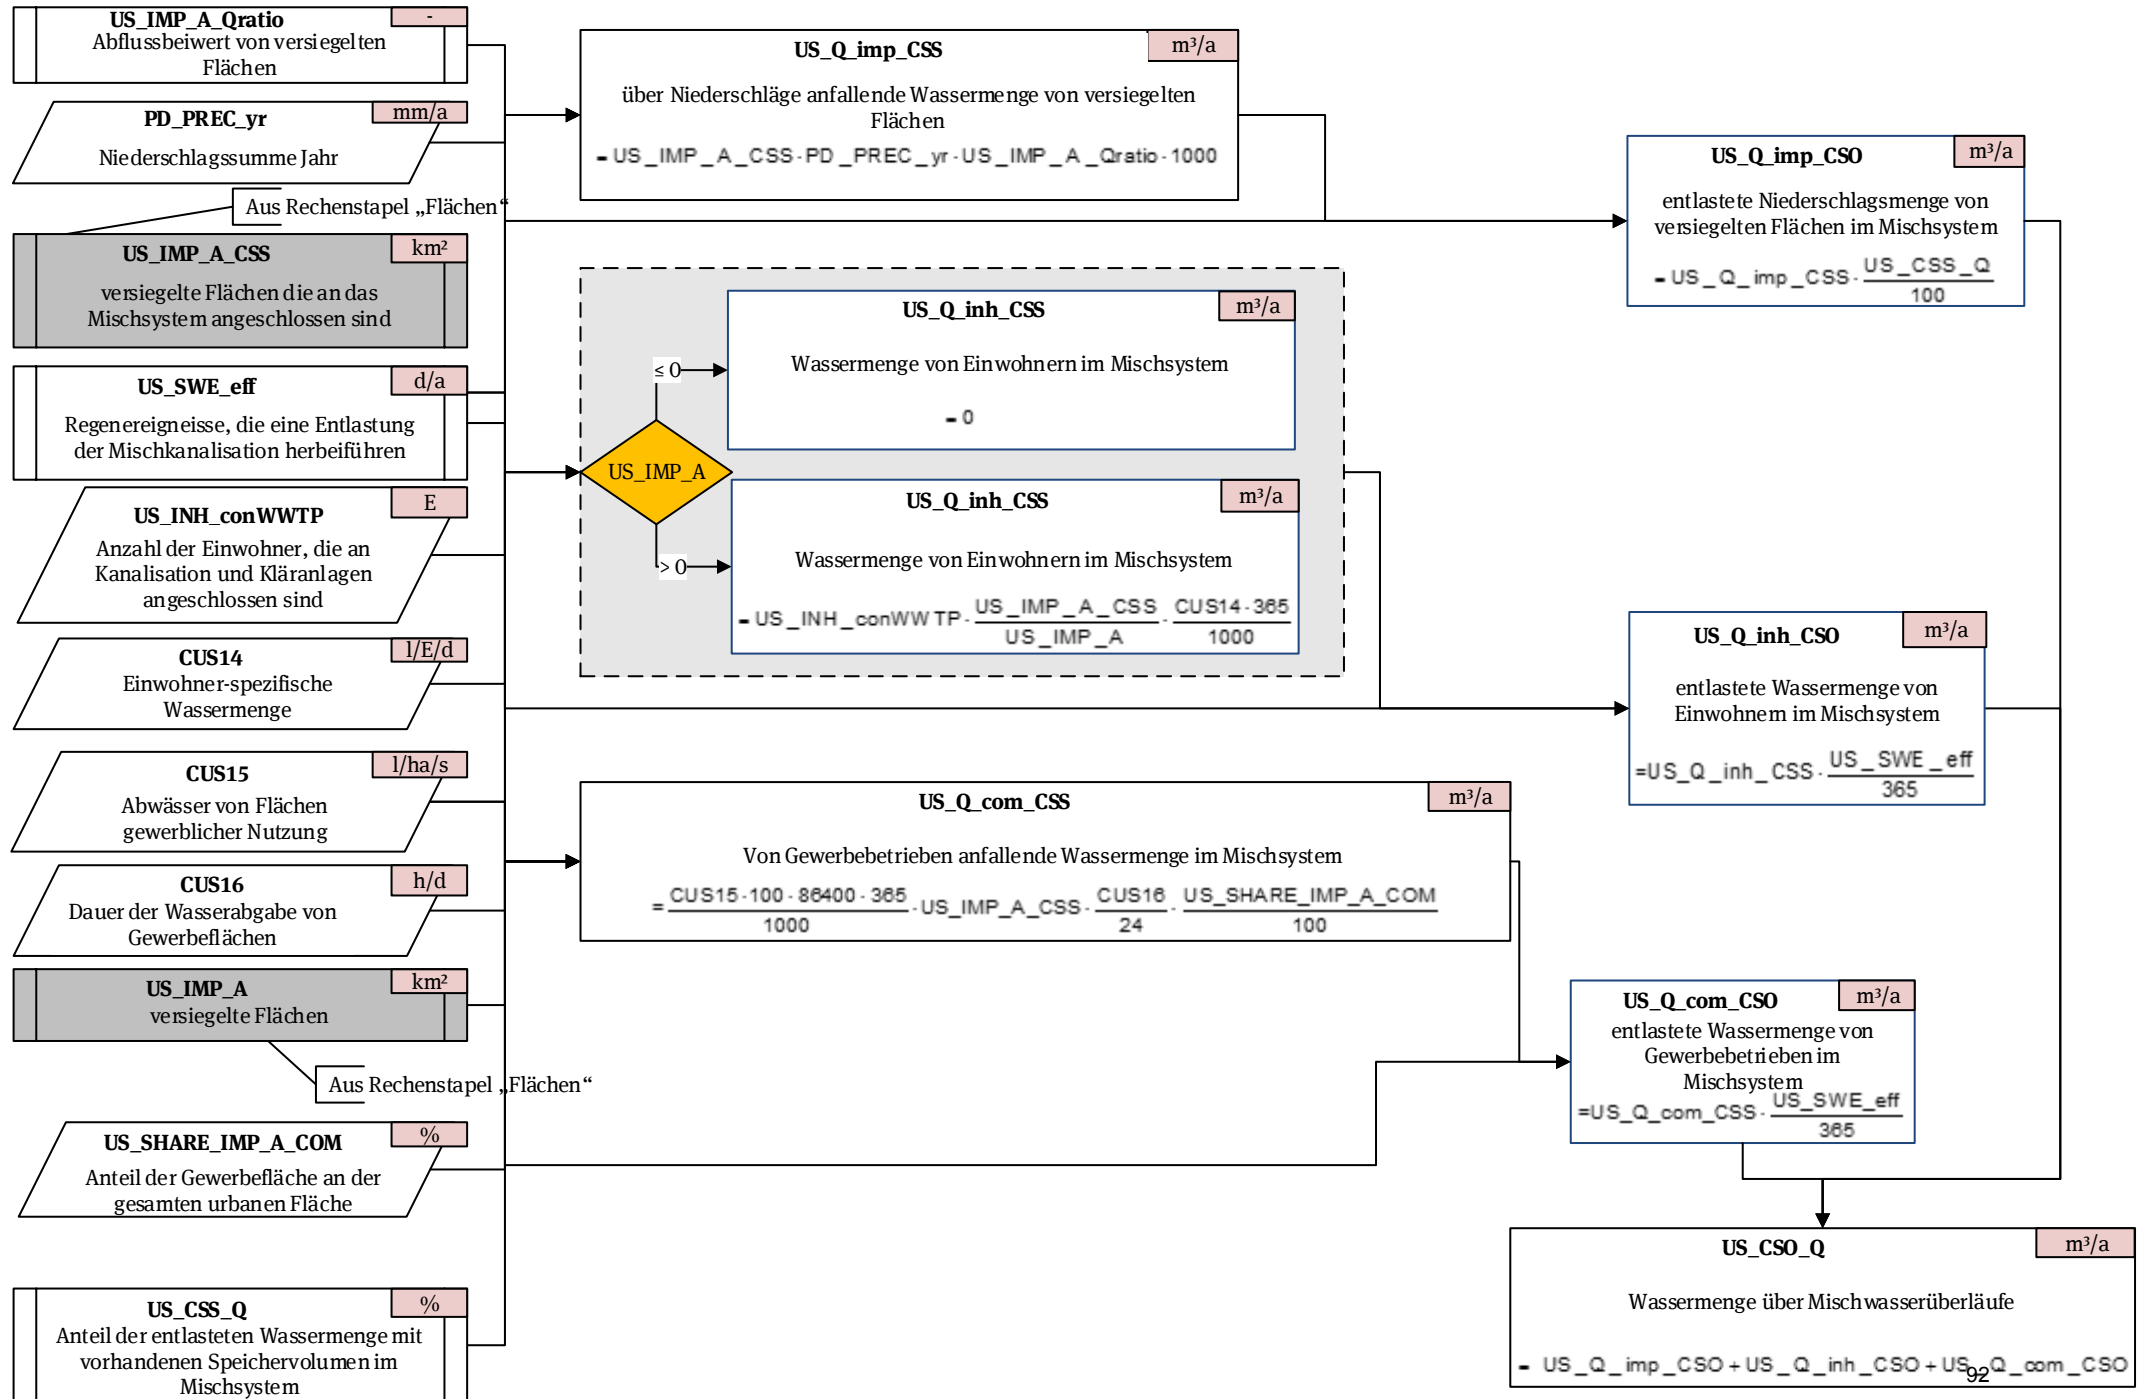 US_IMP_A_Qratio
-
Abflussbeiwert von versiegelten
Flächen
PD_PREC_yr
mm/a
Niederschlagssumme Jahr
Aus Rechenstapel „Flächen“
US_IMP_A_CSS
km²
versiegelte Flächen die an das
Mischsystem angeschlossen sind
US_SWE_eff
d/a
Regenereignisse, die eine Entlastung
der Mischkanalisation herbeiführen
US_INH_conWWTP
E
Anzahl der Einwohner, die an
Kanalisation und Kläranlagen
angeschlossen sind
CUS14
l/E/d
Einwohner-spezifische
Wassermenge
CUS15
l/ha/s
Abwässer von Flächen
gewerblicher Nutzung
CUS16
h/d
Dauer der Wasserabgabe von
Gewerbeflächen
US_IMP_A
km²
versiegelte Flächen
Aus Rechenstapel „Flächen“
US_SHARE_IMP_A_COM
%
Anteil der Gewerbefläche an der
gesamten urbanen Fläche
US_CSS_Q
%
Anteil der entlasteten Wassermenge mit
vorhandenen Speichervolumen im
Mischsystem
US_Q_imp_CSS
m³/a
über Niederschläge anfallende Wassermenge von versiegelten
Flächen
= US_IMP_A_CSS · PD_PREC_yr · US_IMP_A_Qratio · 1000
US_IMP_A
≤ 0
US_Q_inh_CSS
m³/a
Wassermenge von Einwohnern im Mischsystem
= 0
> 0
US_Q_inh_CSS
m³/a
Wassermenge von Einwohnern im Mischsystem
= US_INH_conWWTP · US_IMP_A_CSS / US_IMP_A · CUS14 · 365 / 1000
US_Q_com_CSS
m³/a
Von Gewerbebetrieben anfallende Wassermenge im Mischsystem
= CUS15 · 100 · 86400 · 365 / 1000 · US_IMP_A_CSS · CUS16 / 24 · US_SHARE_IMP_A_COM / 100
US_Q_imp_CSO
m³/a
entlastete Niederschlagsmenge von
versiegelten Flächen im Mischsystem
= US_Q_imp_CSS · US_CSS_Q / 100
US_Q_inh_CSO
m³/a
entlastete Wassermenge von
Einwohnern im Mischsystem
=US_Q_inh_CSS · US_SWE_eff / 365
US_Q_com_CSO
m³/a
entlastete Wassermenge von
Gewerbebetrieben im
Mischsystem
=US_Q_com_CSS · US_SWE_eff / 365
US_CSO_Q
m³/a
Wassermenge über Mischwasserüberläufe
= US_Q_imp_CSO + US_Q_inh_CSO + US_Q_com_CSO
92